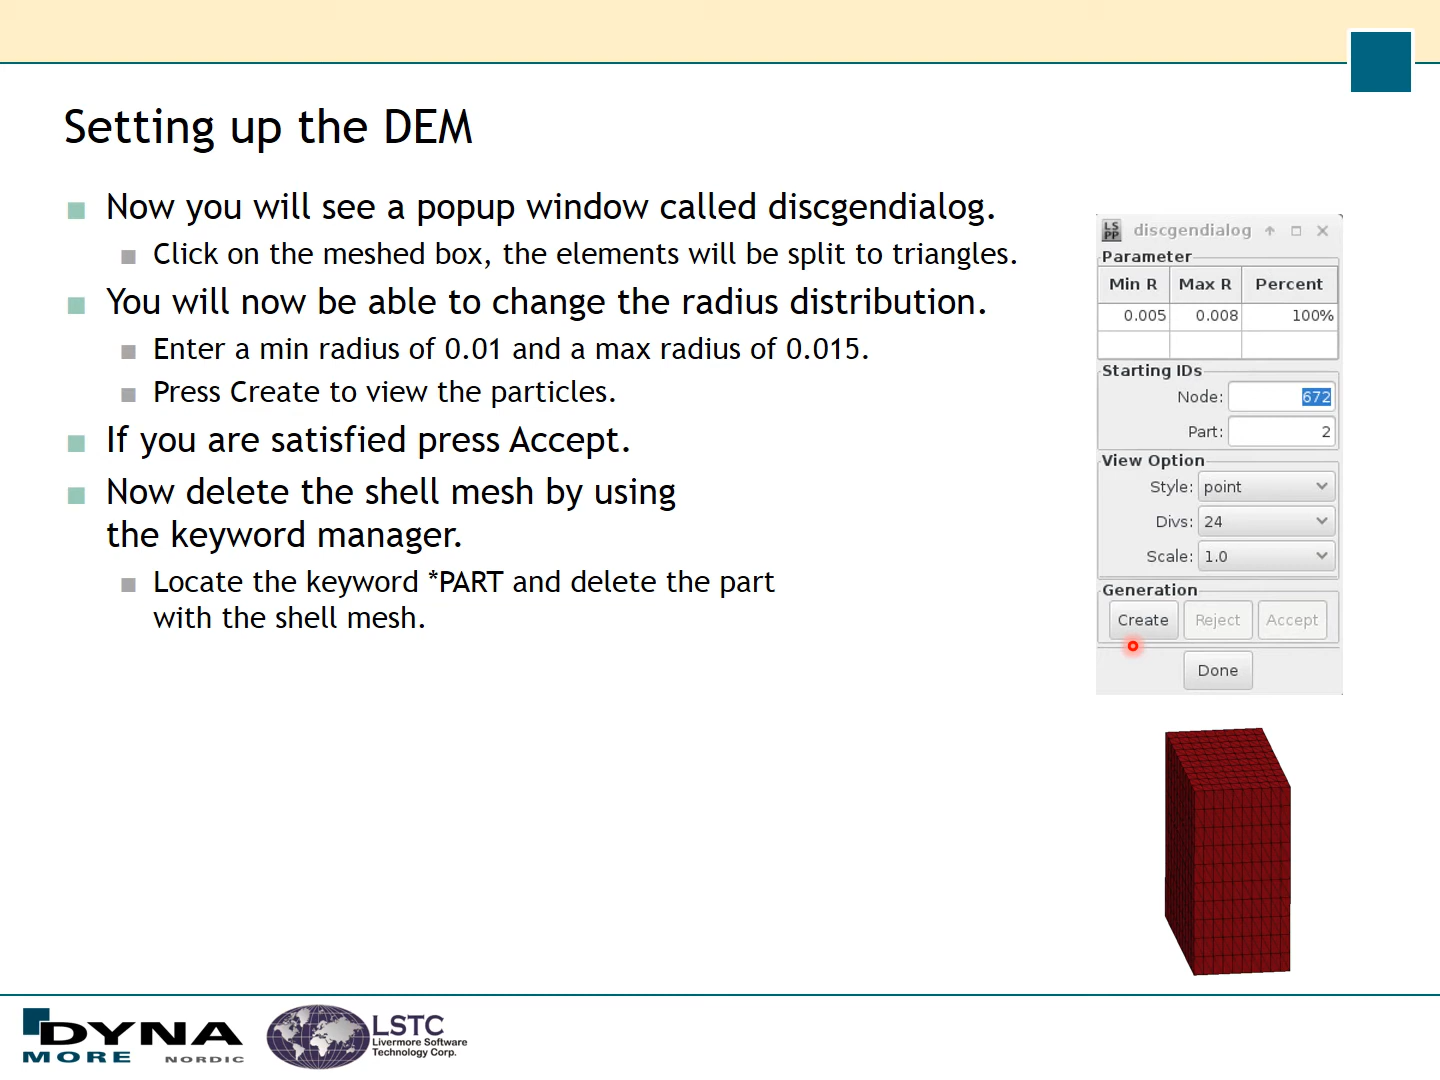 Setting up the DEM
Now you will see a popup window called discgendialog.
Click on the meshed box, the elements will be split to triangles.
You will now be able to change the radius distribution.
Enter a min radius of 0.01 and a max radius of 0.015.
Press Create to view the particles.
If you are satisfied press Accept.
Now delete the shell mesh by using
the keyword manager.
Locate the keyword *PART and delete the part
with the shell mesh.
LS
PP
discgendialog
Parameter
Min R Max R Percent
0.005 0.008 100%
Starting IDs
Node: 672
Part: 2
View Option
Style: point
Divs: 24
Scale: 1.0
Generation
Create Reject Accept
Done
DYNA
MORE NORDIC
LSTC
Livermore Software
Technology Corp.